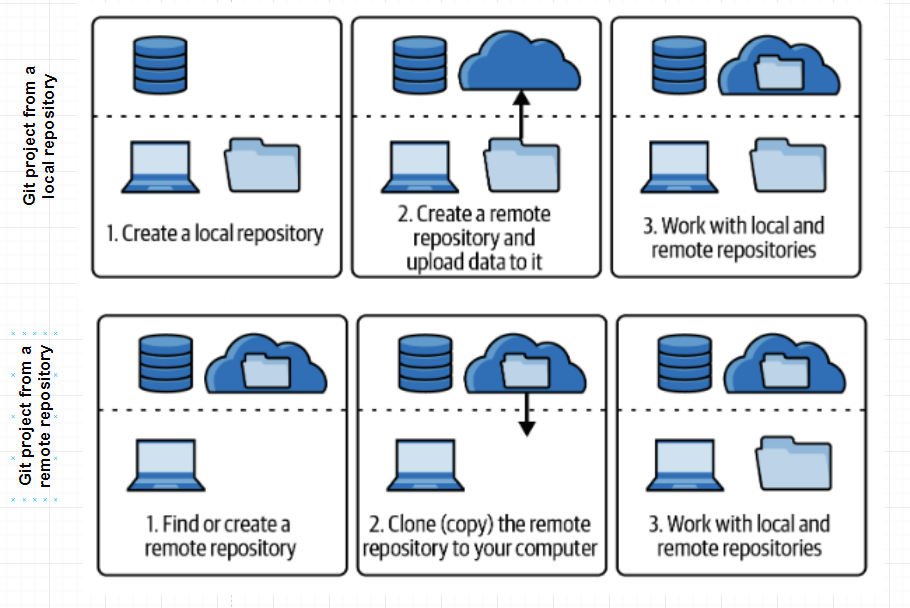 Git project from a
local repository
1. Create a local repository
2. Create a remote
repository and
upload data to it
3. Work with local and
remote repositories
Git project from a
remote repository
1. Find or create a
remote repository
2. Clone (copy) the remote
repository to your computer
3. Work with local and
remote repositories